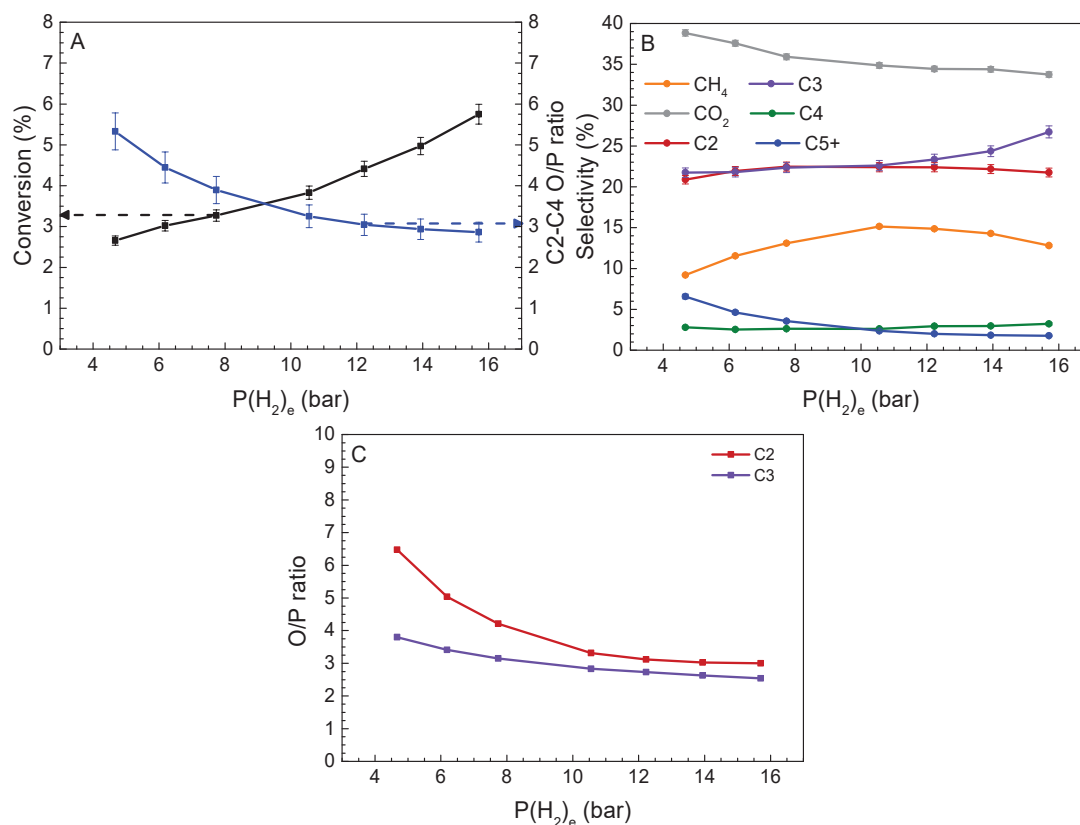 A
Conversion (%)
8
7
6
5
4
3
2
1
0
8
7
6
5
4
3
2
1
0
C2-C4 O/P ratio
4 6 8 10 12 14 16
P(H₂)ₑ (bar)
B
Selectivity (%)
40
35
30
25
20
15
10
5
0
CH₄ C3
CO₂ C4
C2 C5+
4 6 8 10 12 14 16
P(H₂)ₑ (bar)
C
O/P ratio
10
9
8
7
6
5
4
3
2
1
0
C2
C3
4 6 8 10 12 14 16
P(H₂)ₑ (bar)